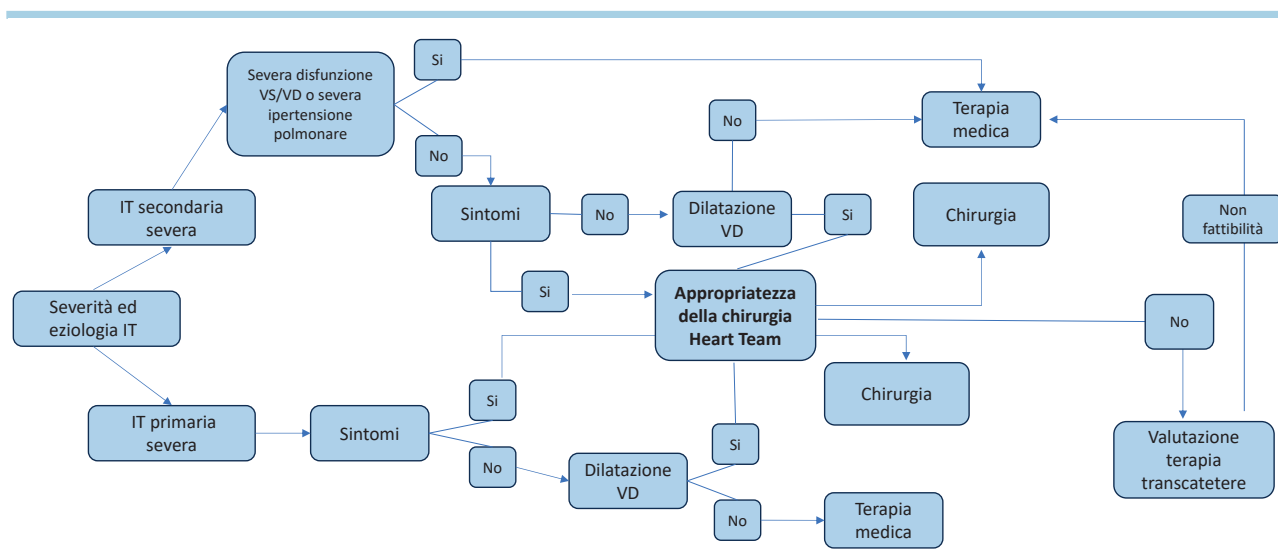 Severità ed
eziologia IT
IT secondaria
severa
Severa disfunzione
VS/VD o severa
ipertensione
polmonare
Si
Terapia
medica
No
Sintomi
No
Dilatazione
VD
No
Si
Si
Appropriatezza
della chirurgia
Heart Team
Chirurgia
Chirurgia
No
Valutazione
terapia
transcatetere
Non
fattibilità
IT primaria
severa
Sintomi
Si
No
Dilatazione
VD
Si
No
Terapia
medica